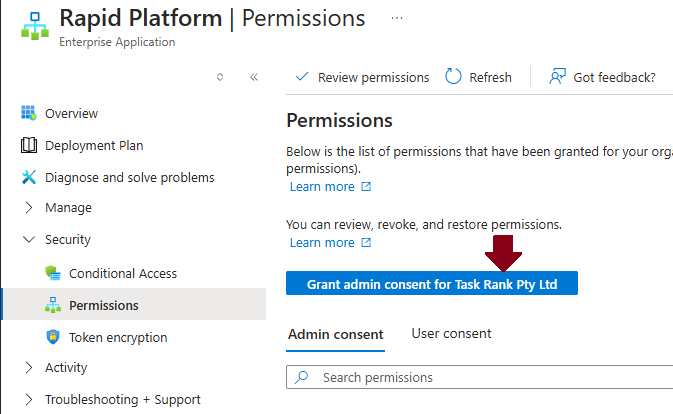 Rapid Platform | Permissions ...
Enterprise Application
Review permissions
Refresh
Got feedback?
Overview
Deployment Plan
Diagnose and solve problems
Manage
Security
Conditional Access
Permissions
Token encryption
Activity
Troubleshooting + Support
Permissions
Below is the list of permissions that have been granted for your orga
permissions).
Learn more
You can review, revoke, and restore permissions.
Learn more
Grant admin consent for Task Rank Pty Ltd
Admin consent
User consent
Search permissions